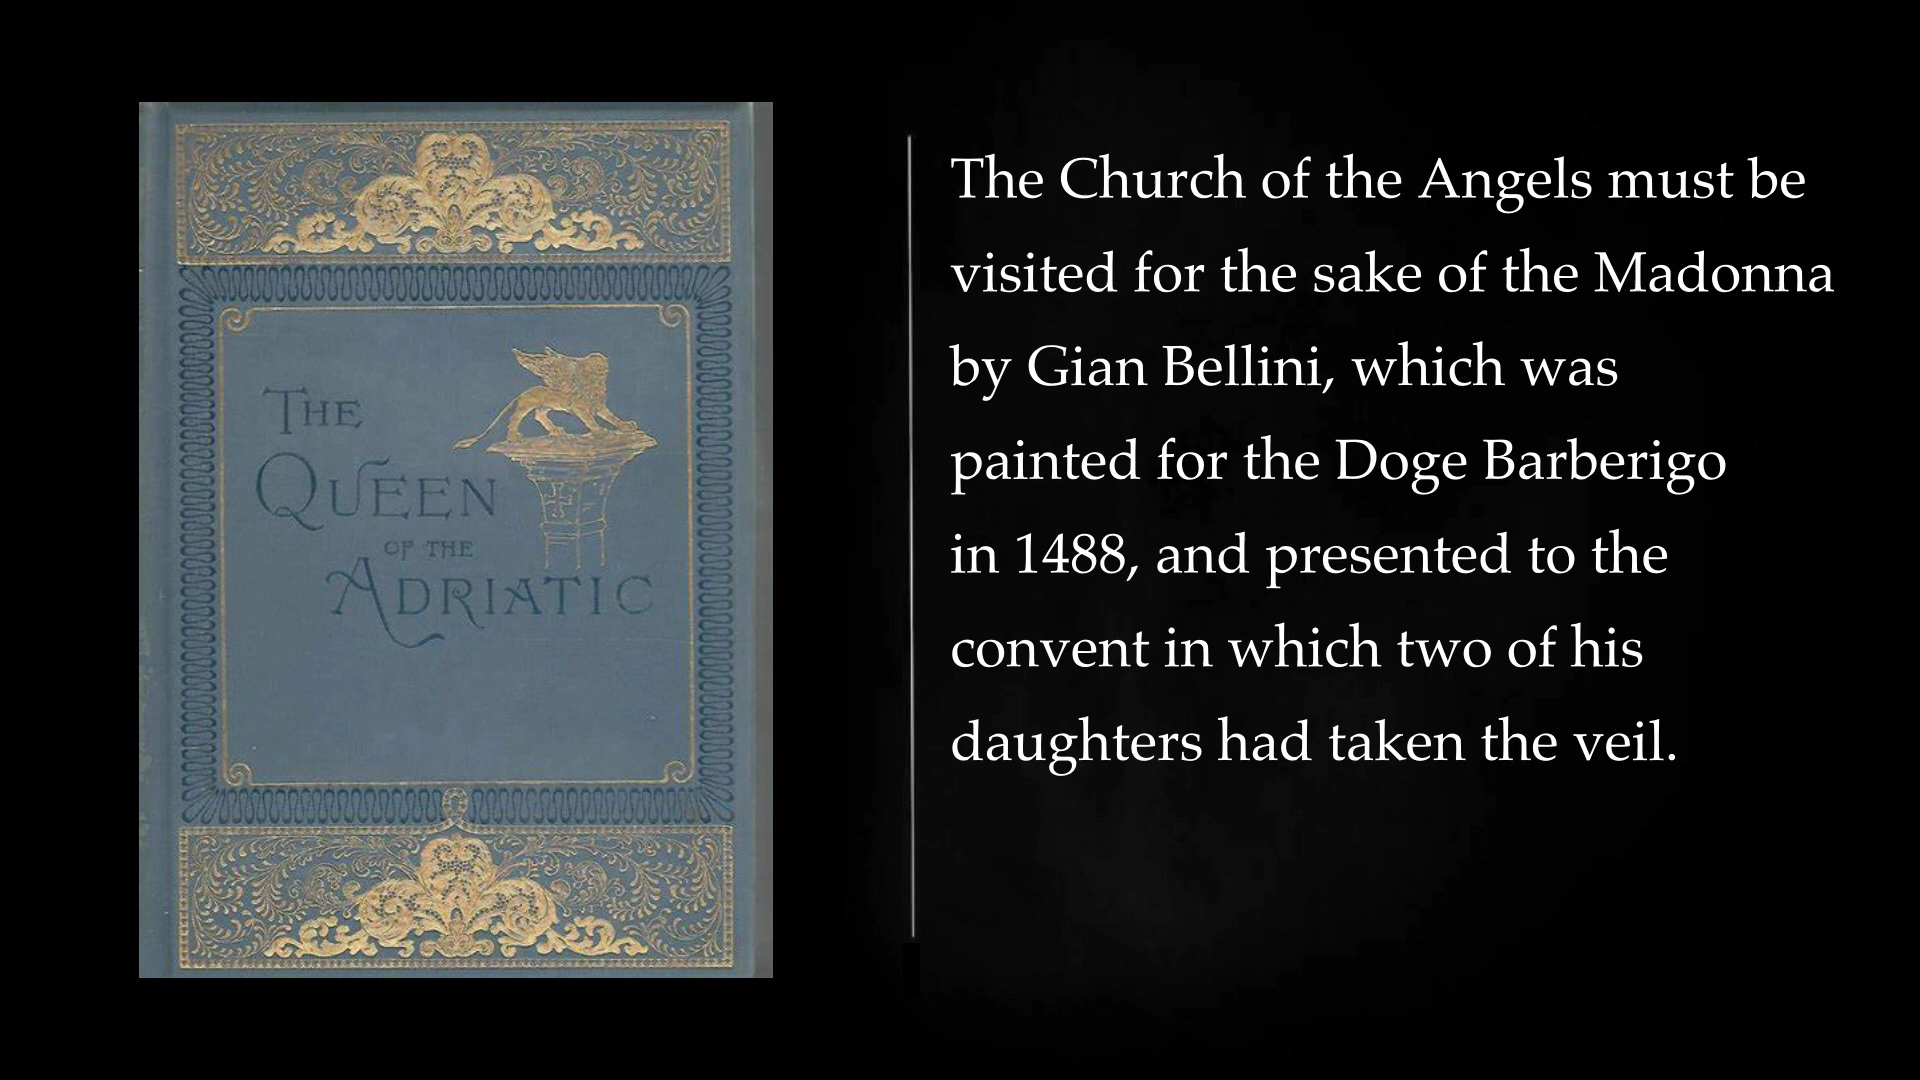 THE
QUEEN
OF THE
ADRIATIC
The Church of the Angels must be
visited for the sake of the Madonna
by Gian Bellini, which was
painted for the Doge Barberigo
in 1488, and presented to the
convent in which two of his
daughters had taken the veil.